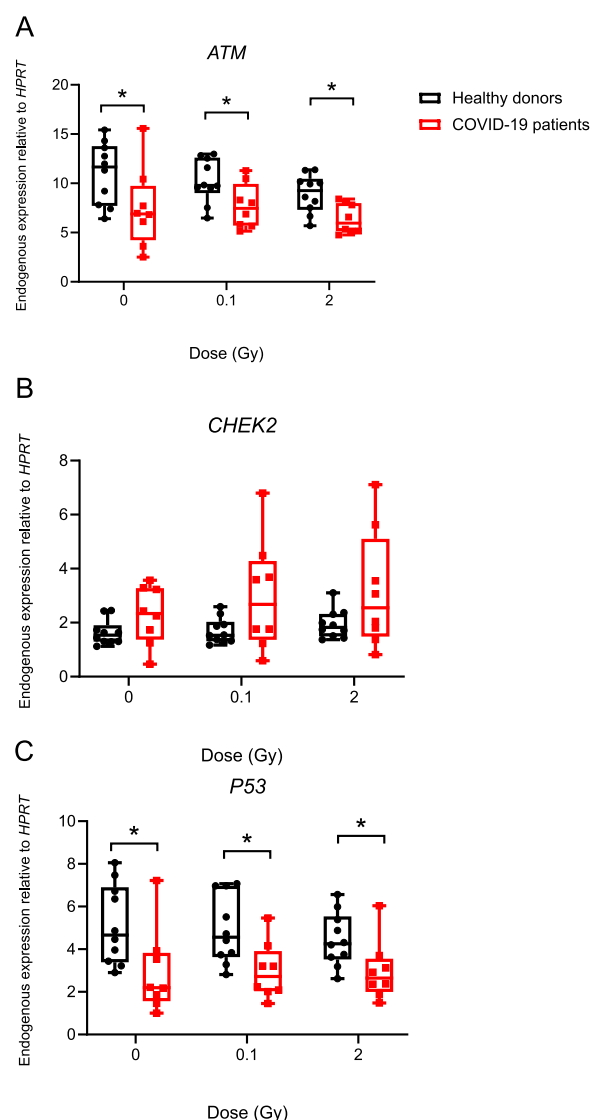 A
ATM
Endogenous expression relative to HPRT
20
15
10
5
0
*
*
*
Healthy donors
COVID-19 patients
0
0.1
2
Dose (Gy)
B
CHEK2
Endogenous expression relative to HPRT
8
6
4
2
0
0
0.1
2
Dose (Gy)
C
P53
Endogenous expression relative to HPRT
10
8
6
4
2
0
*
*
*
0
0.1
2
Dose (Gy)